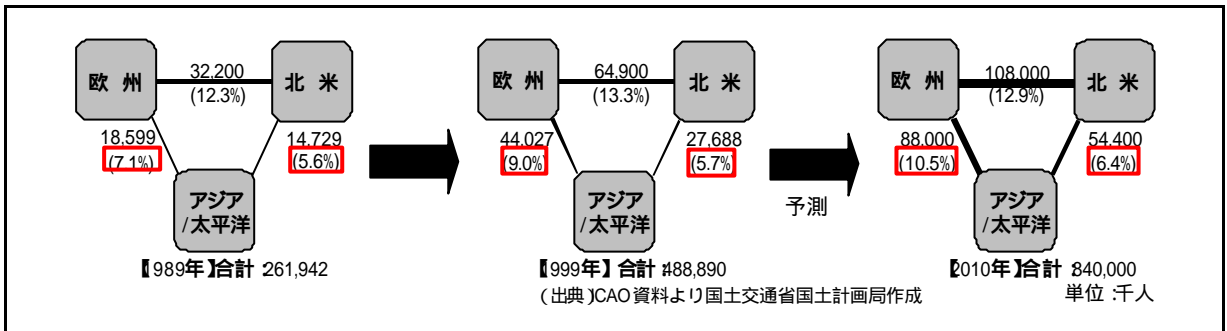 欧 州
32,200
(12.3%)
北 米
18,599
(7.1%)
14,729
(5.6%)
アジア
/太平洋
【1989年】合計:261,942
欧 州
64,900
(13.3%)
北 米
44,027
(9.0%)
27,688
(5.7%)
アジア
/太平洋
【1999年】合計:488,890
予測
欧 州
108,000
(12.9%)
北 米
88,000
(10.5%)
54,400
(6.4%)
アジア
/太平洋
【2010年】合計:840,000
(出典)ICAO資料より国土交通省国土計画局作成
単位:千人